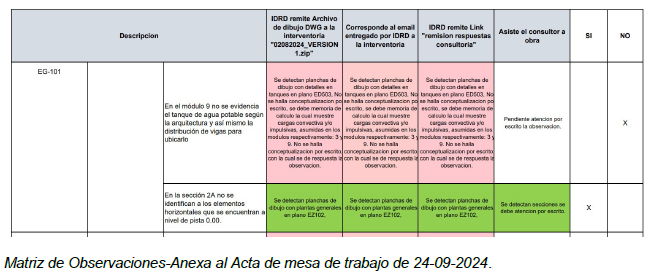 Descripcion
IDRD remite Archivo
de dibujo DWG a la
interventoria
"02082024_VERSION
1.zip"
Corresponde al email
entregado por IDRD a
la interventoria
IDRD remite Link
"remision respuestas
consultoria"
Asiste el consultor a
obra
SI
NO
EG-101
En el módulo 9 no se evidencia
el tanque de agua potable según
la arquitectura y así mismo la
distribución de vigas para
ubicarlo
Se detectan planchas de
dibujo con detalles en
tanques en plano ED503, No
se halla conceptualizacion por
escrito, se debe memoria de
calculo la cual muestre
cargas convectiva y/o
impulsivas, asumidas en los
modulos respectivamente: 3 y
9. No se halla
conceptualizacion por escrito,
con la cual se de respuesta la
observacion.
Se detectan planchas de
dibujo con detalles en
tanques en plano ED503, No
se halla conceptualizacion por
escrito, se debe memoria de
calculo la cual muestre
cargas convectiva y/o
impulsivas, asumidas en los
modulos respectivamente: 3 y
9. No se halla
conceptualizacion por escrito,
con la cual se de respuesta la
observacion.
Se detectan planchas de
dibujo con detalles en
tanques en plano ED503, No
se halla conceptualizacion por
escrito, se debe memoria de
calculo la cual muestre
cargas convectiva y/o
impulsivas, asumidas en los
modulos respectivamente: 3 y
9. No se halla
conceptualizacion por escrito,
con la cual se de respuesta la
observacion.
Pendiente atencion por
escrito la observacion.
X
En la sección 2A no se
identifican a los elementos
horizontales que se encuentran a
nivel de pista 0.00.
Se detectan planchas de
dibujo con plantas generales
en plano EZ102,
Se detectan planchas de
dibujo con plantas generales
en plano EZ102,
Se detectan planchas de
dibujo con plantas generales
en plano EZ102,
Se detectan secciones se
debe atencion por escrito.
X
Matriz de Observaciones-Anexa al Acta de mesa de trabajo de 24-09-2024.